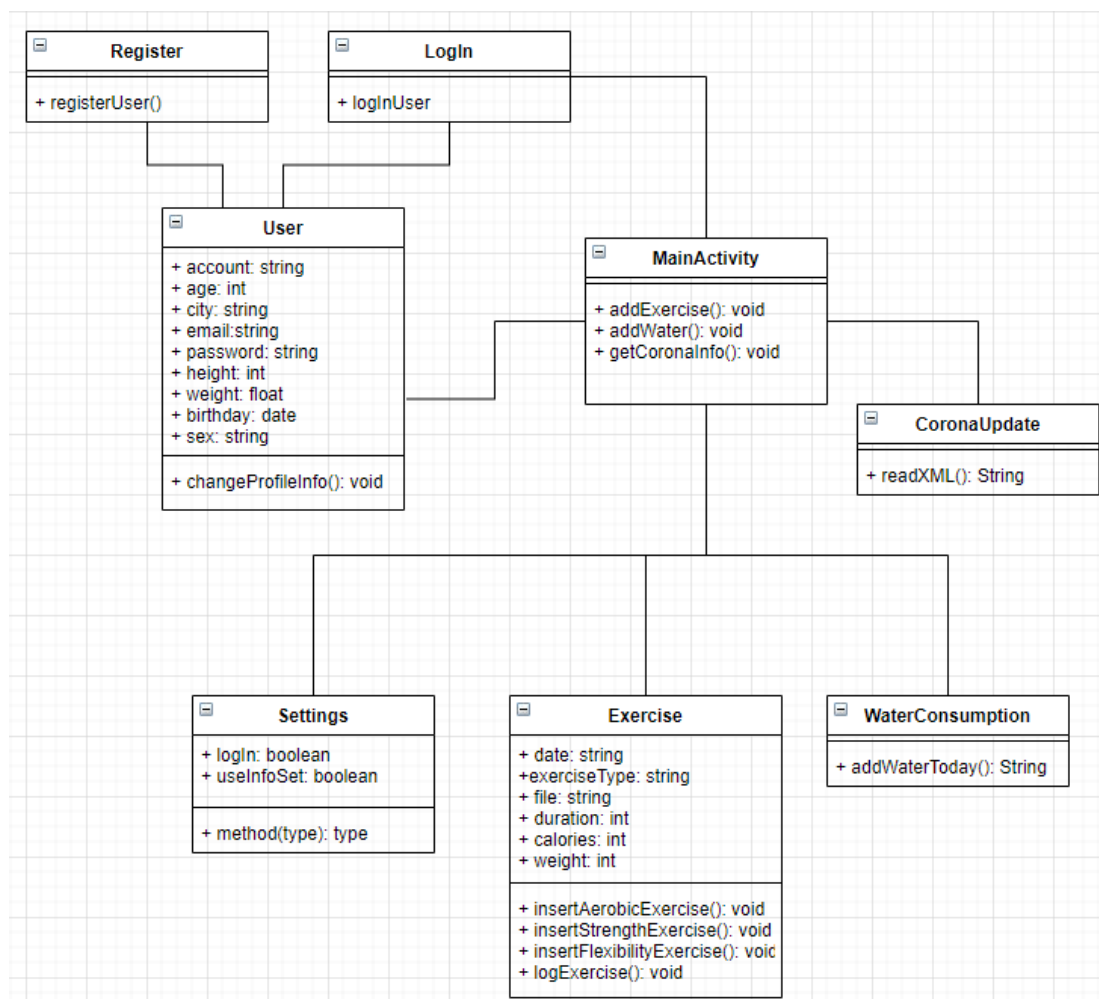 Register
+ registerUser()
LogIn
+ logInUser
User
+ account: string
+ age: int
+ city: string
+ email:string
+ password: string
+ height: int
+ weight: float
+ birthday: date
+ sex: string
+ changeProfileInfo(): void
MainActivity
+ addExercise(): void
+ addWater(): void
+ getCoronaInfo(): void
CoronaUpdate
+ readXML(): String
Settings
+ logIn: boolean
+ useInfoSet: boolean
+ method(type): type
Exercise
+ date: string
+exerciseType: string
+ file: string
+ duration: int
+ calories: int
+ weight: int
+ insertAerobicExercise(): void
+ insertStrengthExercise(): void
+ insertFlexibilityExercise(): void
+ logExercise(): void
WaterConsumption
+ addWaterToday(): String